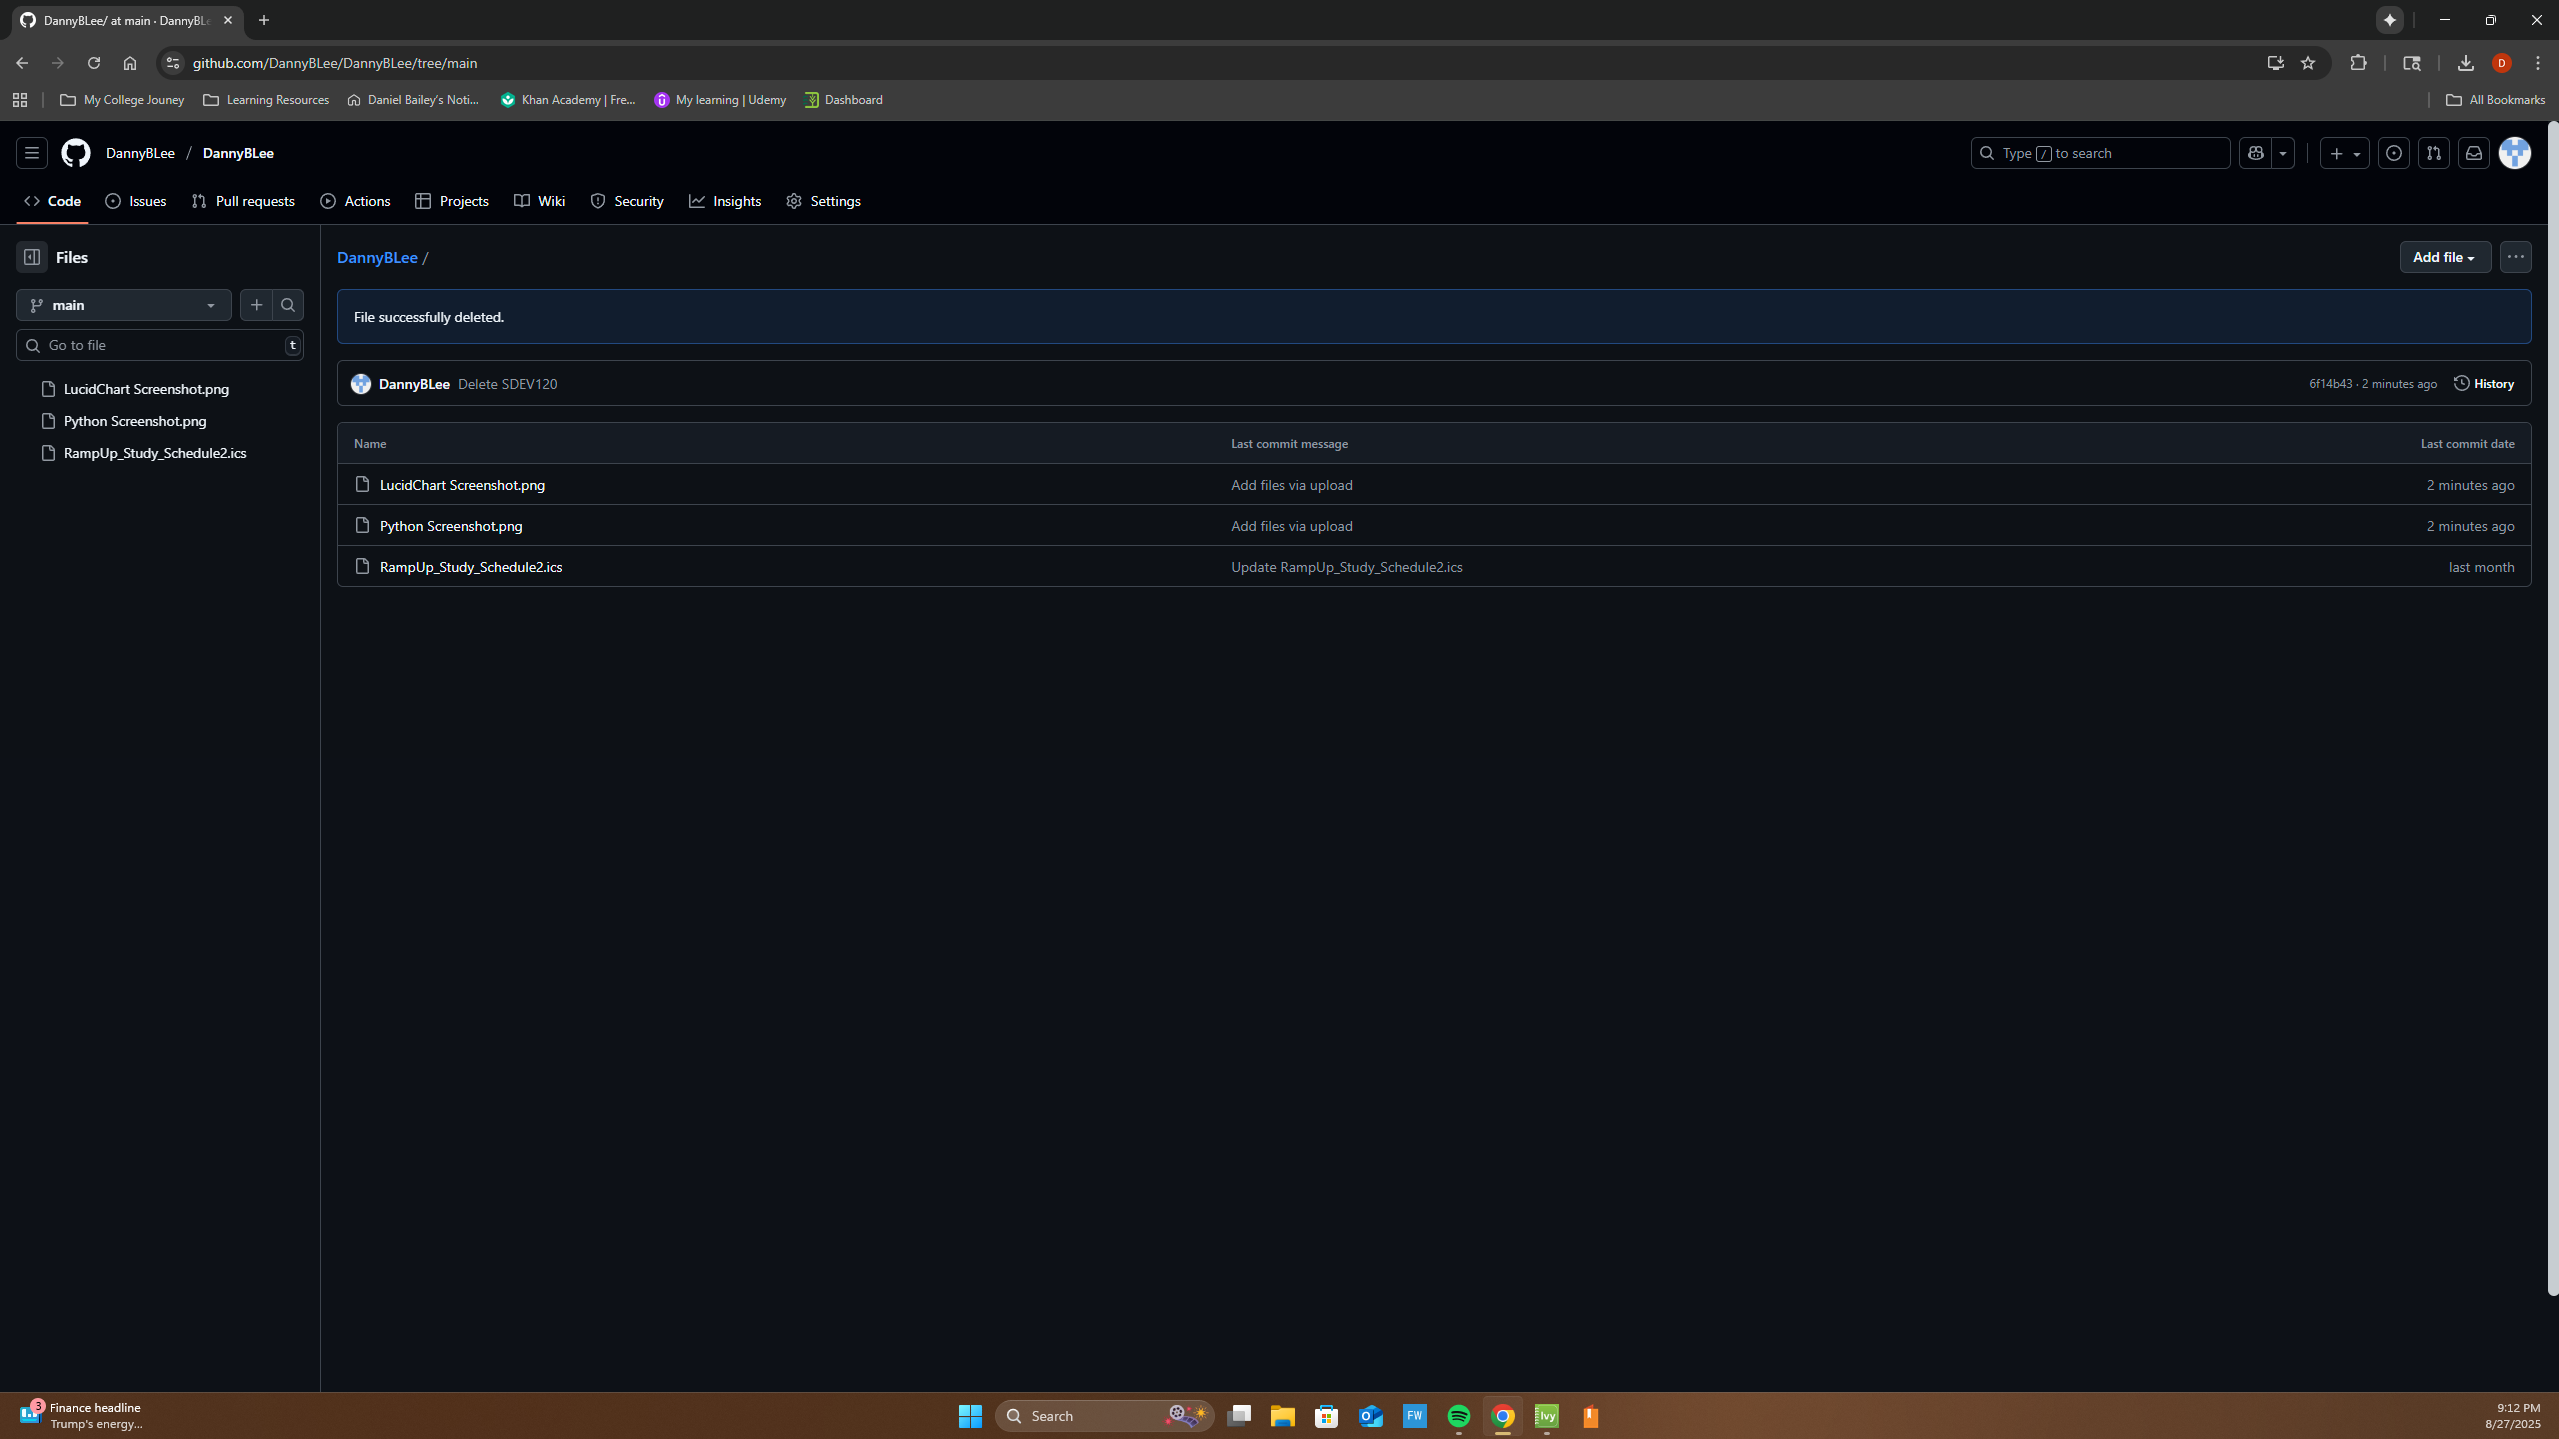 DannyBLee/ at main · DannyBLe
github.com/DannyBLee/DannyBLee/tree/main
My College Jouney
Learning Resources
Daniel Bailey's Noti...
Khan Academy | Fre...
My learning | Udemy
Dashboard
All Bookmarks
DannyBLee / DannyBLee
Type / to search
Code
Issues
Pull requests
Actions
Projects
Wiki
Security
Insights
Settings
Files
DannyBLee /
Add file
main
File successfully deleted.
Go to file
t
DannyBLee Delete SDEV120
6f14b43 · 2 minutes ago
History
LucidChart Screenshot.png
Python Screenshot.png
RampUp_Study_Schedule2.ics
Name Last commit message Last commit date
LucidChart Screenshot.png Add files via upload 2 minutes ago
Python Screenshot.png Add files via upload 2 minutes ago
RampUp_Study_Schedule2.ics Update RampUp_Study_Schedule2.ics last month
3
Finance headline
Trump's energy...
Search
FW
Ivy
9:12 PM
8/27/2025
D